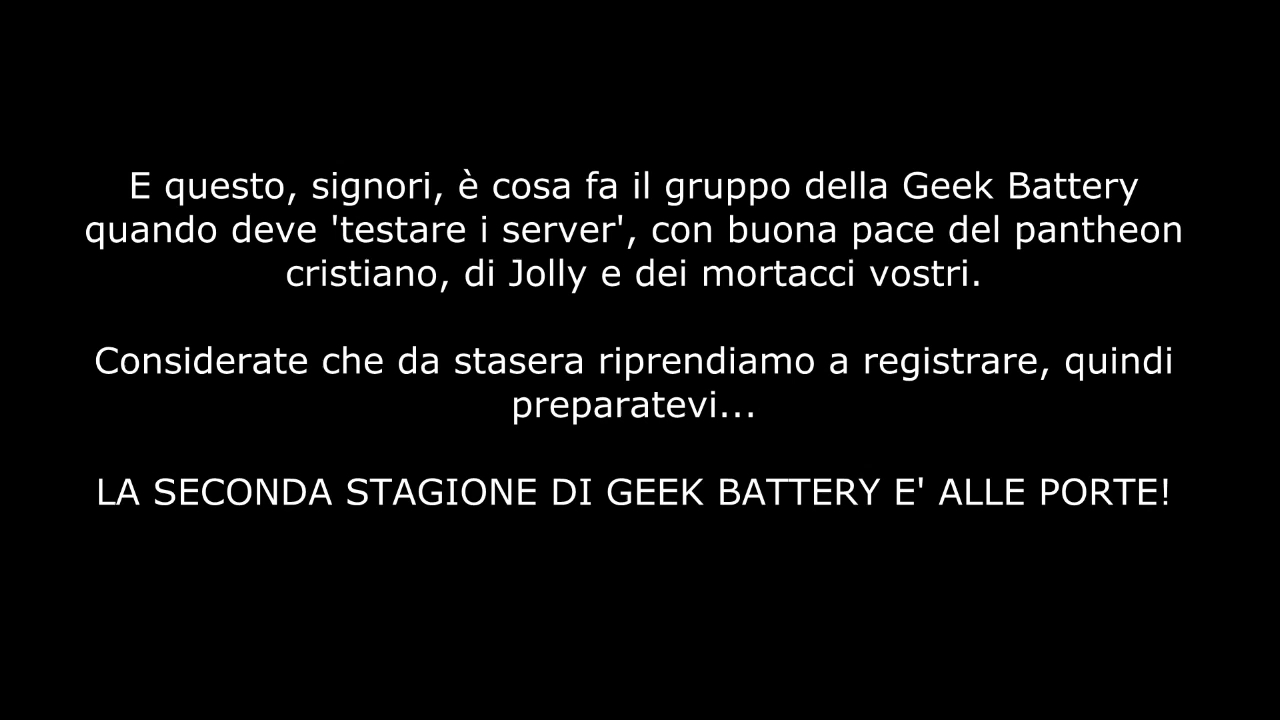 E questo, signori, è cosa fa il gruppo della Geek Battery
quando deve 'testare i server', con buona pace del pantheon
cristiano, di Jolly e dei mortacci vostri.
Considerate che da stasera riprendiamo a registrare, quindi
preparatevi...
LA SECONDA STAGIONE DI GEEK BATTERY E' ALLE PORTE!